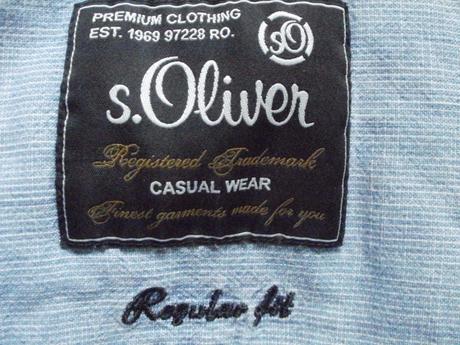 PREMIUM CLOTHING
EST. 1969 97228 RO.
sO
s.Oliver
Registered Trademark
CASUAL WEAR
Finest garments made for you
Regular fit